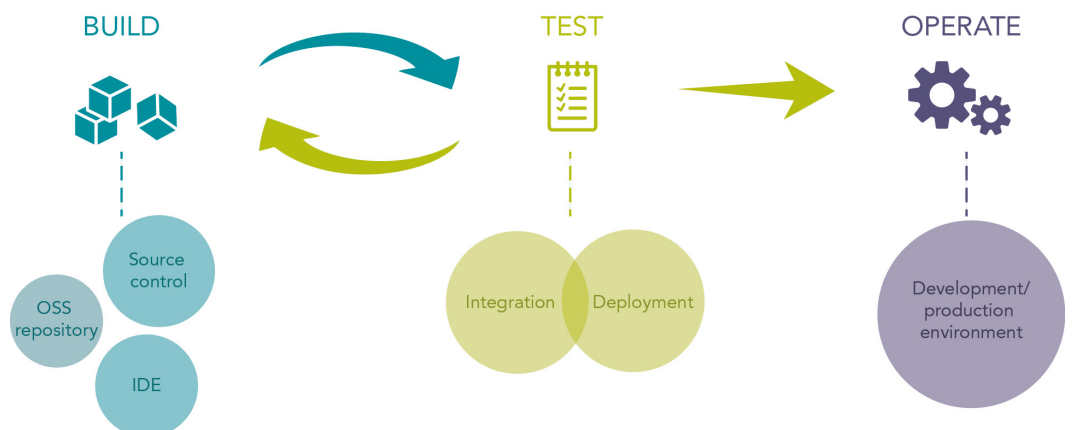 BUILD
TEST
OPERATE
Source
control
OSS
repository
IDE
Integration
Deployment
Development/
production
environment